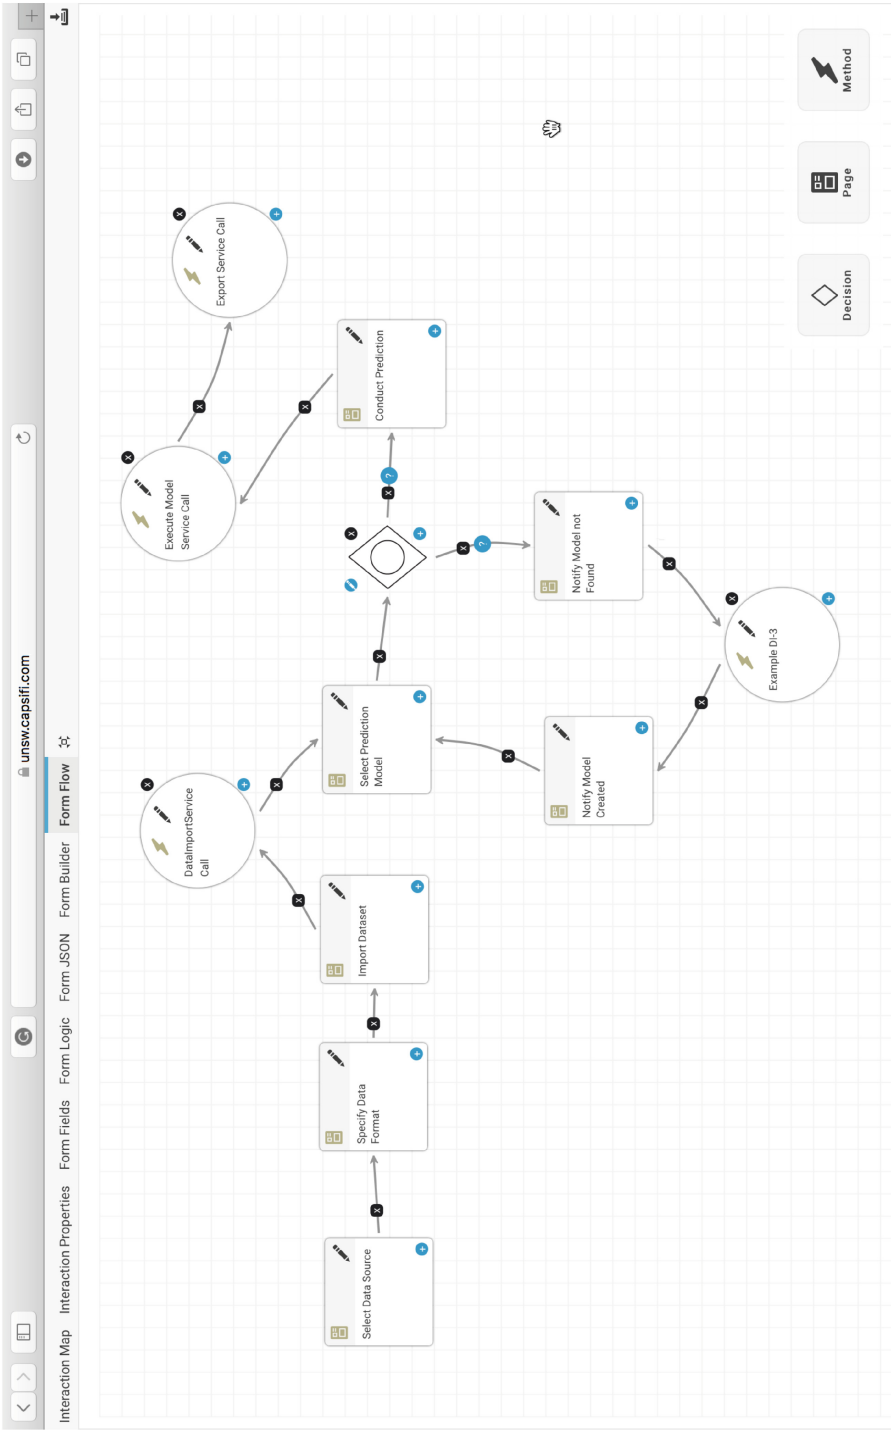 unsw.capsifi.com
Interaction Map
Interaction Properties
Form Fields
Form Logic
Form JSON
Form Builder
Form Flow
Select Data Source
Specify Data
Format
Import Dataset
DataImportService
Call
Select Prediction
Model
Notify Model
Created
Example DI-3
Notify Model not
Found
Conduct Prediction
Execute Model
Service Call
Export Service Call
Decision
Page
Method